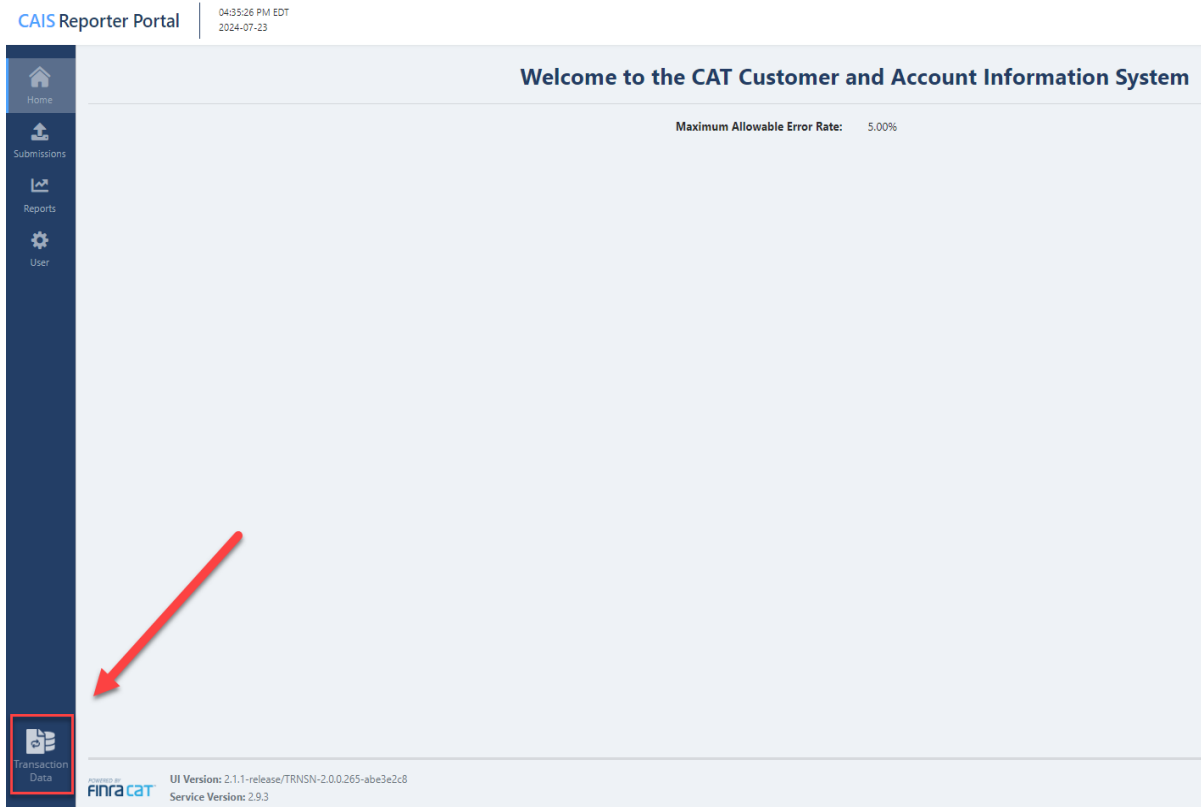 CAIS Reporter Portal
04:35:26 PM EDT
2024-07-23
Home
Submissions
Reports
User
Transaction
Data
Welcome to the CAT Customer and Account Information System
Maximum Allowable Error Rate: 5.00%
POWERED BY
FINRA CAT
UI Version: 2.1.1-release/TRNSN-2.0.0.265-abe3e2c8
Service Version: 2.9.3